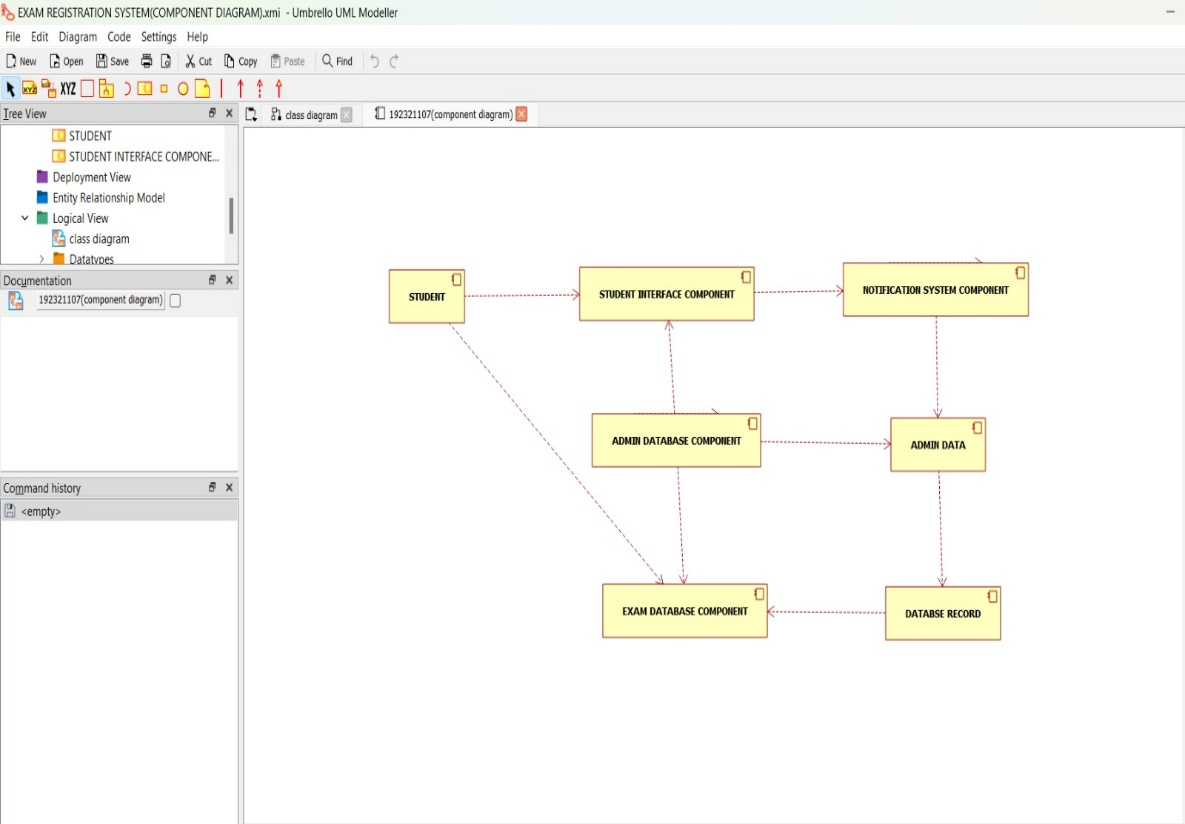 EXAM REGISTRATION SYSTEM(COMPONENT DIAGRAM).xmi - Umbrello UML Modeller
File Edit Diagram Code Settings Help
New Open Save Cut Copy Paste Find
XYZ
Tree View
class diagram
192321107(component diagram)
STUDENT
STUDENT INTERFACE COMPONE...
Deployment View
Entity Relationship Model
Logical View
class diagram
Datatypes
Documentation
192321107(component diagram)
Command history
<empty>
STUDENT
STUDENT INTERFACE COMPONENT
NOTIFICATION SYSTEM COMPONENT
ADMIN DATABASE COMPONENT
ADMIN DATA
EXAM DATABASE COMPONENT
DATABSE RECORD